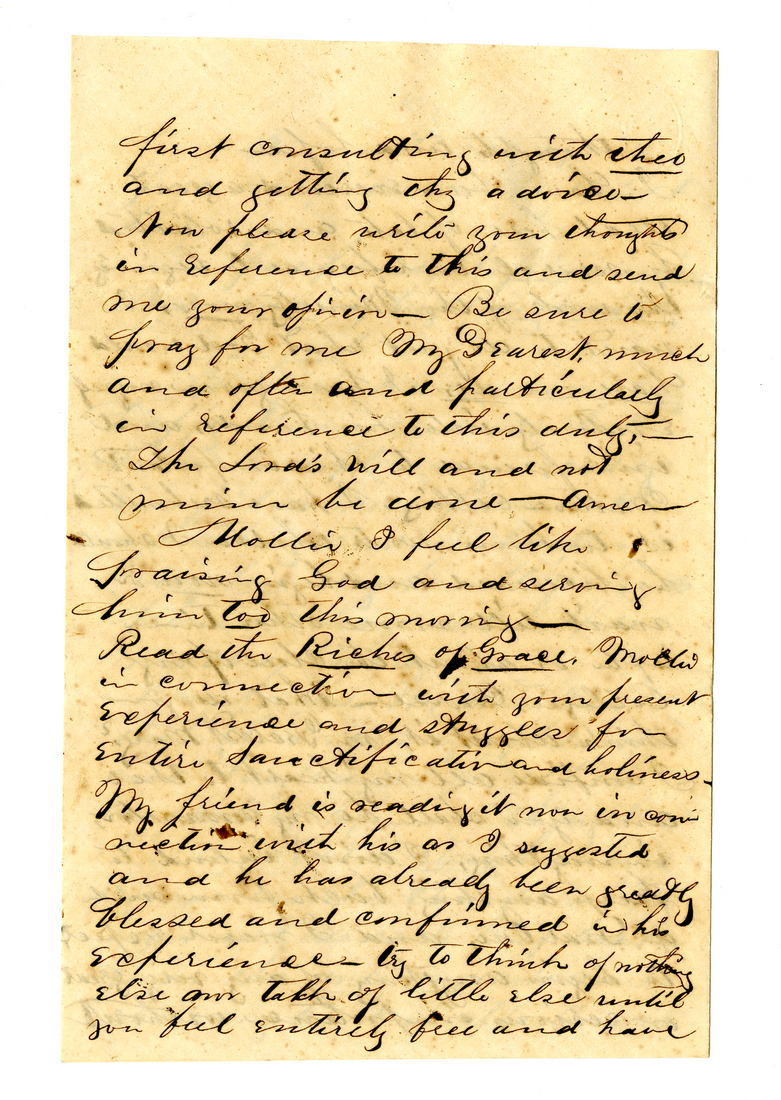 first consulting with thee
and getting thy advice—
Now please write your thoughts
in reference to this and send
me your opinion— Be sure to
pray for me My Dearest, much
and often and particularly
in reference to this duty,—
The Lord's will and not
mine be done—Amen
Mollie I feel like
praising God and serving
him too this morning—
Read the Riches of Grace, Mollie
in connection with your present
experience and struggles for
entire Sanctification and holiness—
My friend is reading it now in con-
nection with his as I suggested
and he has already been greatly
blessed and confirmed in his
experience— try to think of nothing
else nor talk of little else until
you feel entirely free and have